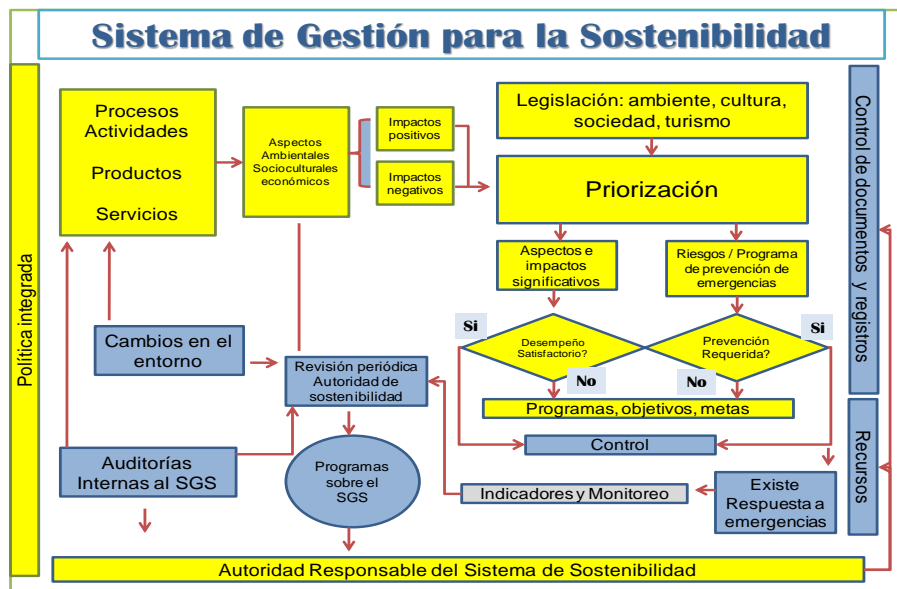 Sistema de Gestión para la Sostenibilidad
Política integrada
Procesos
Actividades
Productos
Servicios
Aspectos
Ambientales
Socioculturales
económicos
Impactos
positivos
Impactos
negativos
Legislación: ambiente, cultura,
sociedad, turismo
Priorización
Aspectos e
impactos
significativos
Riesgos / Programa
de prevención de
emergencias
Si
Desempeño
Satisfactorio?
No
Prevención
Requerida?
Si
No
Programas, objetivos, metas
Control
Cambios en el
entorno
Revisión periódica
Autoridad de
sostenibilidad
Auditorías
Internas al SGS
Programas
sobre el
SGS
Indicadores y Monitoreo
Existe
Respuesta a
emergencias
Control de documentos y registros
Recursos
Autoridad Responsable del Sistema de Sostenibilidad